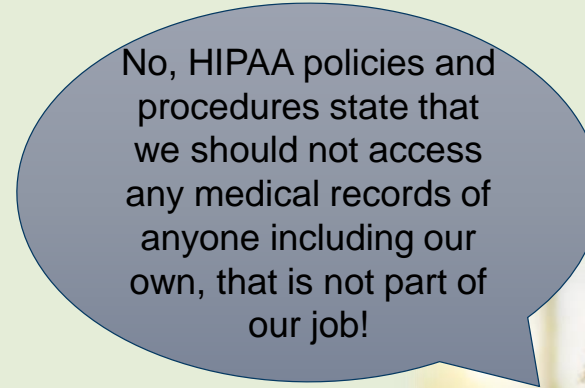 No, HIPAA policies and
procedures state that
we should not access
any medical records of
anyone including our
own, that is not part of
our job!